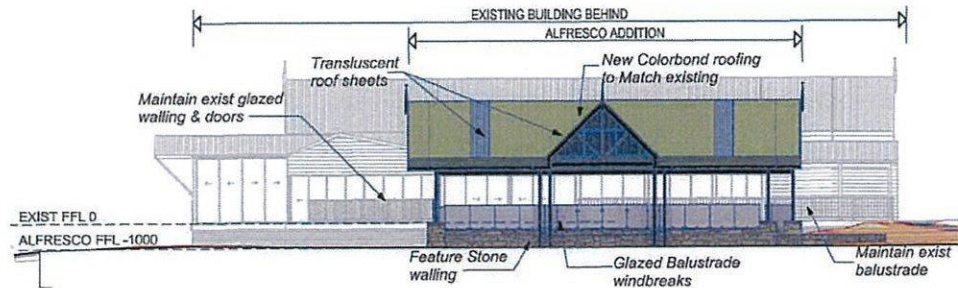 EXISTING BUILDING BEHIND
ALFRESCO ADDITION
Transluscent
roof sheets
New Colorbond roofing
to Match existing
Maintain exist glazed
walling & doors
EXIST FFL 0
ALFRESCO FFL -1000
Feature Stone
walling
Glazed Balustrade
windbreaks
Maintain exist
balustrade